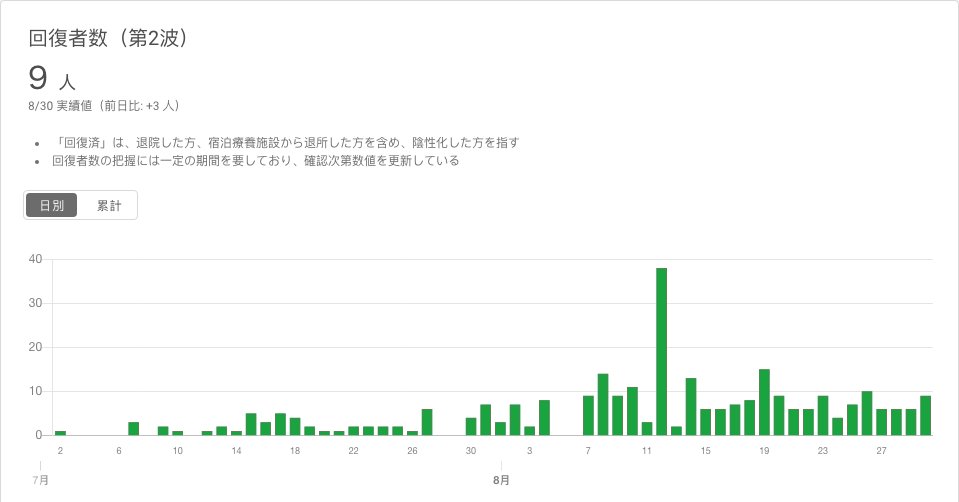 回復者数（第2波）
9 人
8/30 実績値（前日比: +3 人）
• 「回復済」は、退院した方、宿泊療養施設から退所した方を含め、陰性化した方を指す
• 回復者数の把握には一定の期間を要しており、確認次第数値を更新している
日別 累計
40
30
20
10
0
2 6 10 14 18 22 26 30 3 7 11 15 19 23 27
7月 8月